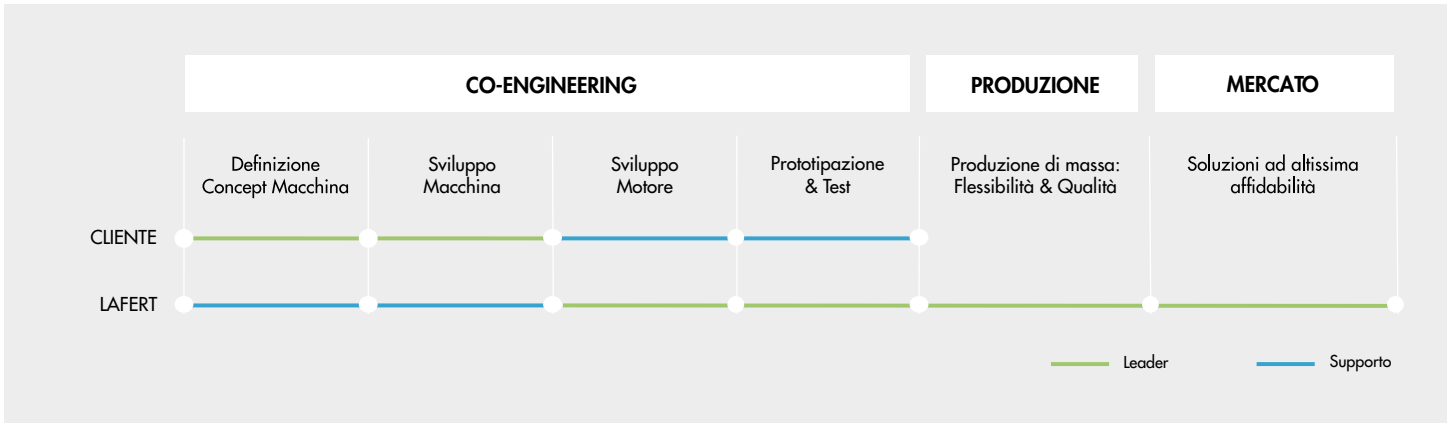 CO-ENGINEERING
PRODUZIONE
MERCATO
Definizione
Concept Macchina
Sviluppo
Macchina
Sviluppo
Motore
Prototipazione
& Test
Produzione di massa:
Flessibilità & Qualità
Soluzioni ad altissima
affidabilità
CLIENTE
LAFERT
Leader
Supporto